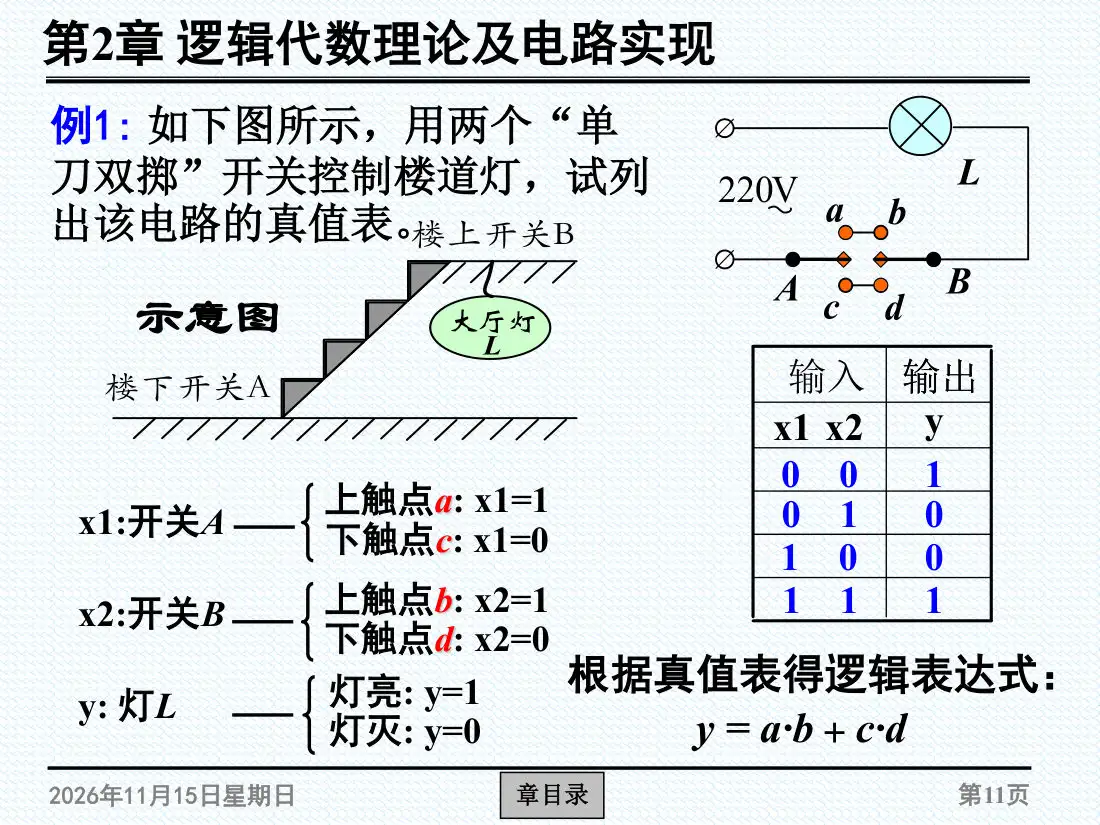 第2章 逻辑代数理论及电路实现
例1: 如下图所示，用两个“单
刀双掷”开关控制楼道灯，试列
出该电路的真值表。
楼上开关B
示意图
大厅灯
L
楼下开关A
220V
~
L
a
b
A
B
c
d
输入 输出
x1 x2 y
0 0 1
0 1 0
1 0 0
1 1 1
x1:开关A
上触点a: x1=1
下触点c: x1=0
x2:开关B
上触点b: x2=1
下触点d: x2=0
y: 灯L
灯亮: y=1
灯灭: y=0
根据真值表得逻辑表达式：
y = a·b + c·d
2026年11月15日星期日
章目录
第11页